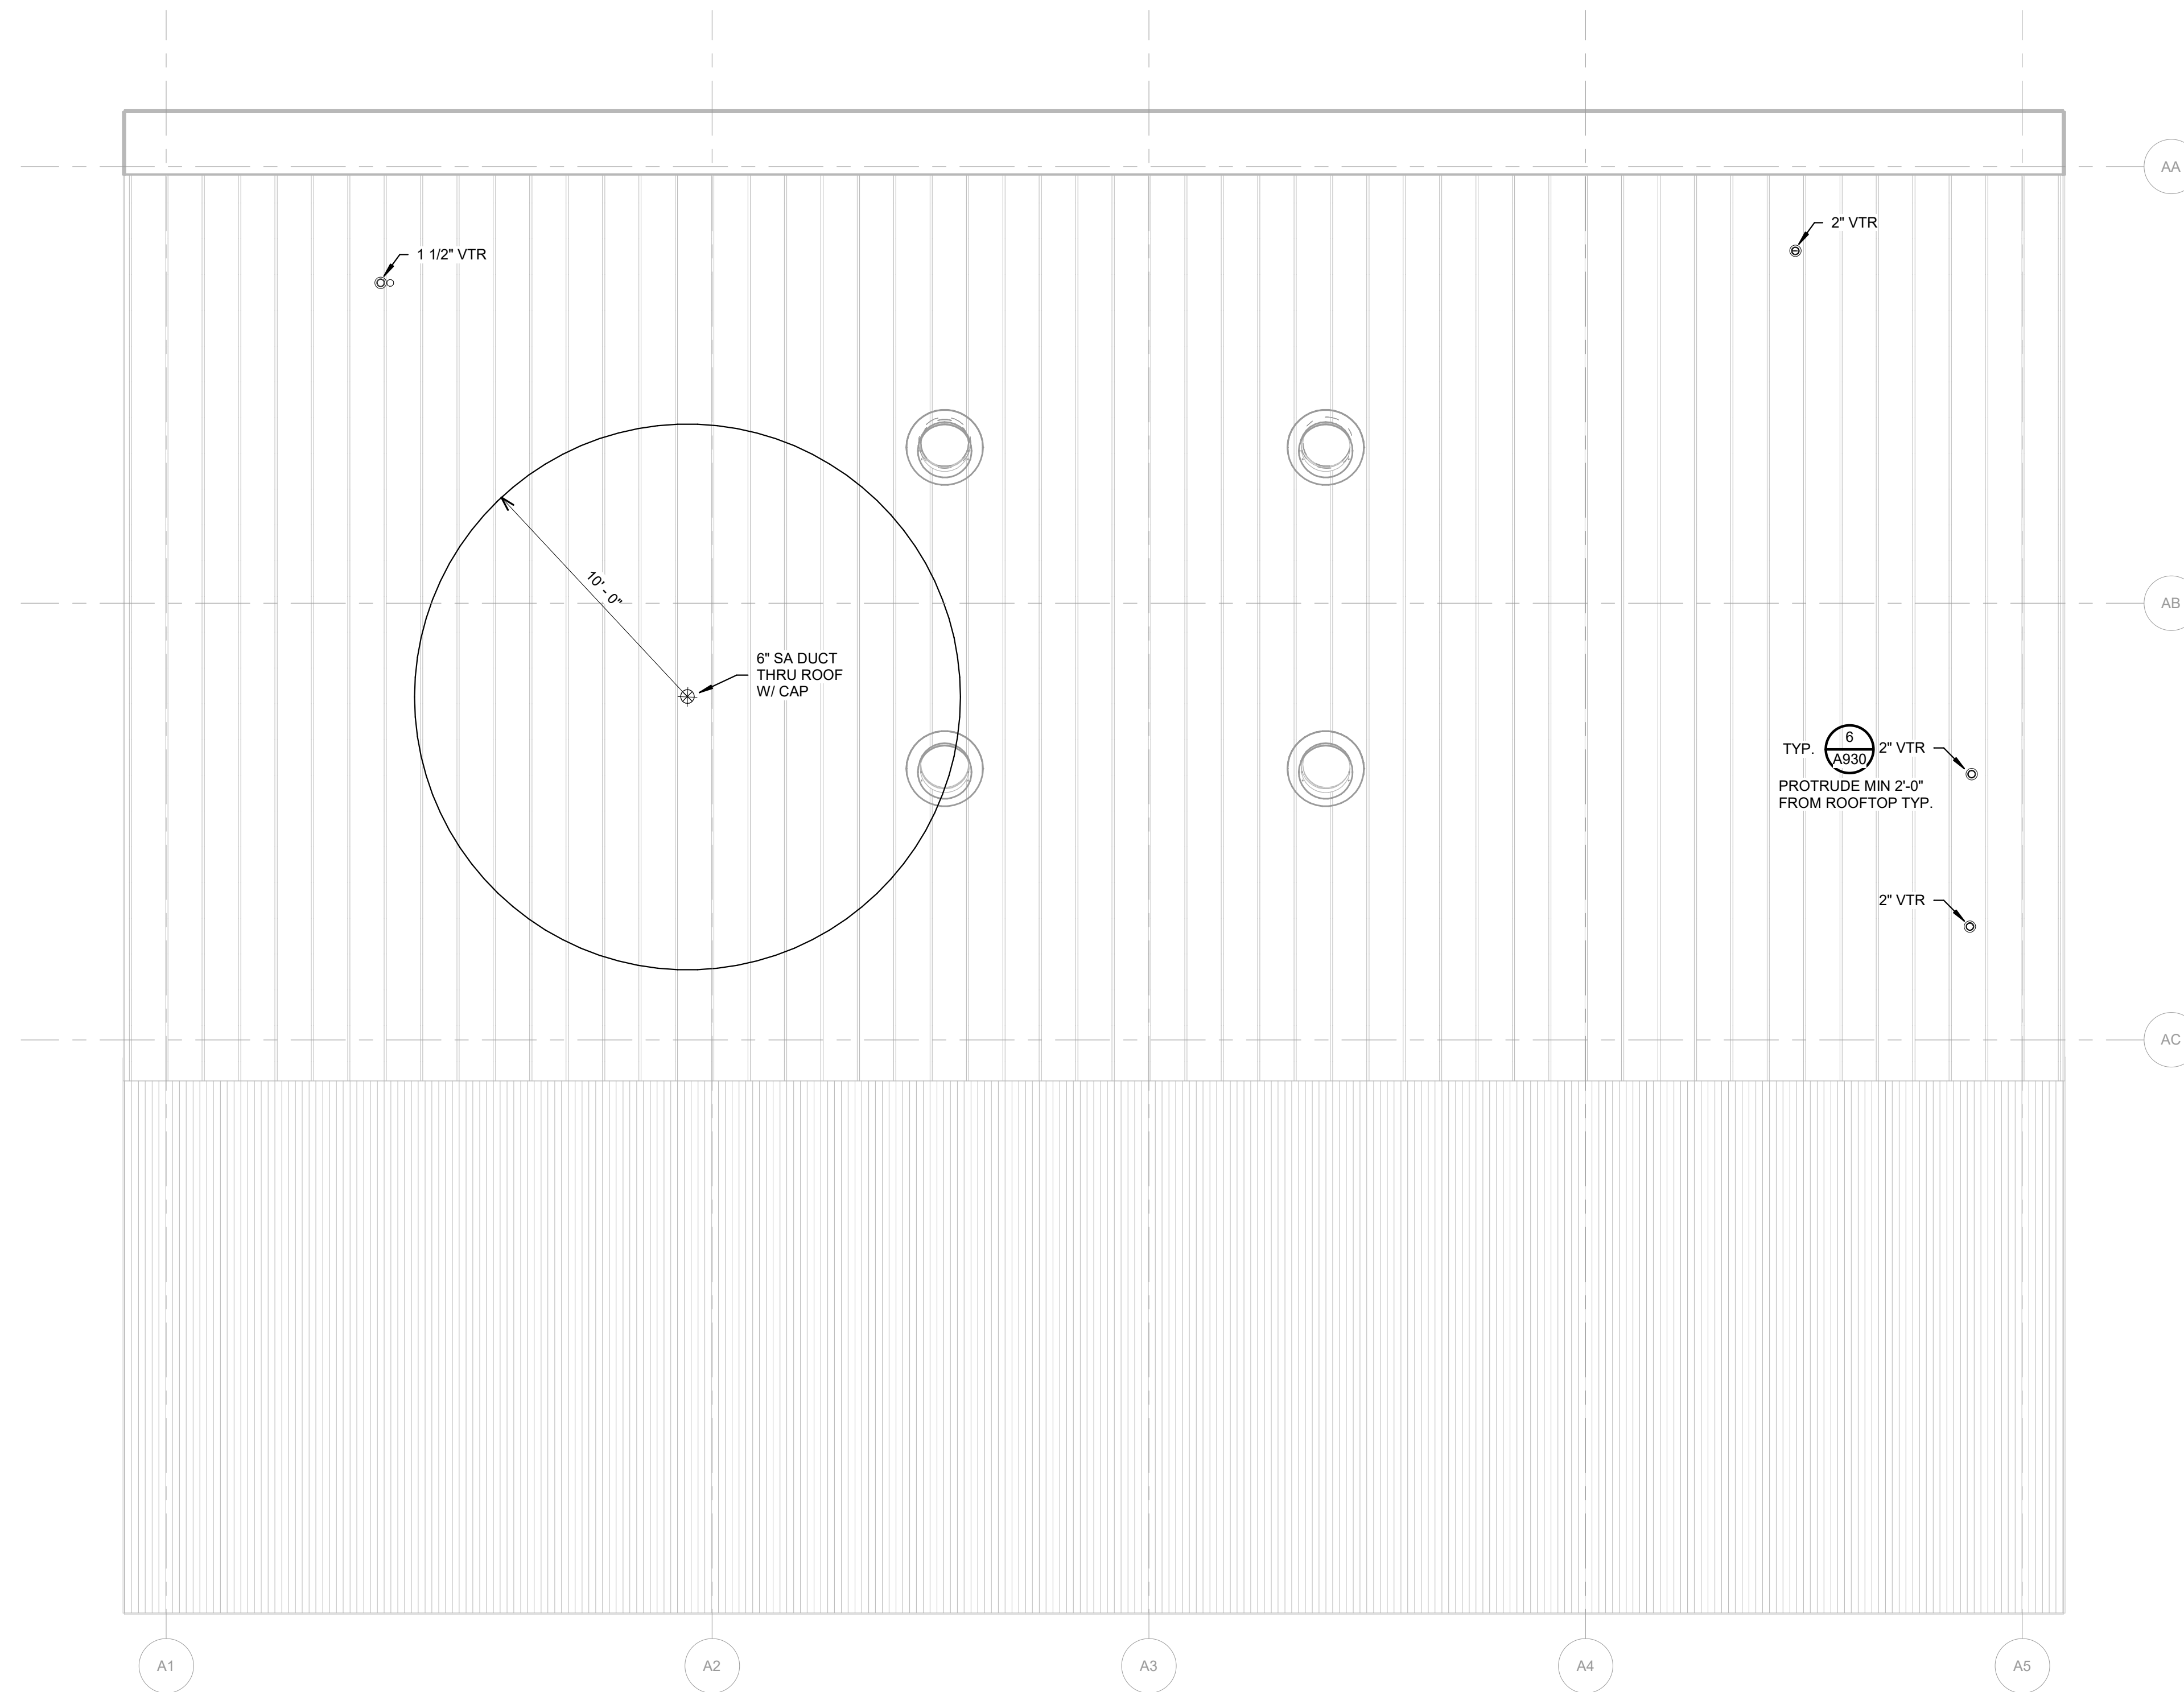 AA
2" VTR
1 1/2" VTR
10' - 0"
AB
6" SA DUCT
THRU ROOF
W/ CAP
TYP.
6
A930
2" VTR
PROTRUDE MIN 2'-0"
FROM ROOFTOP TYP.
2" VTR
AC
A1
A2
A3
A4
A5